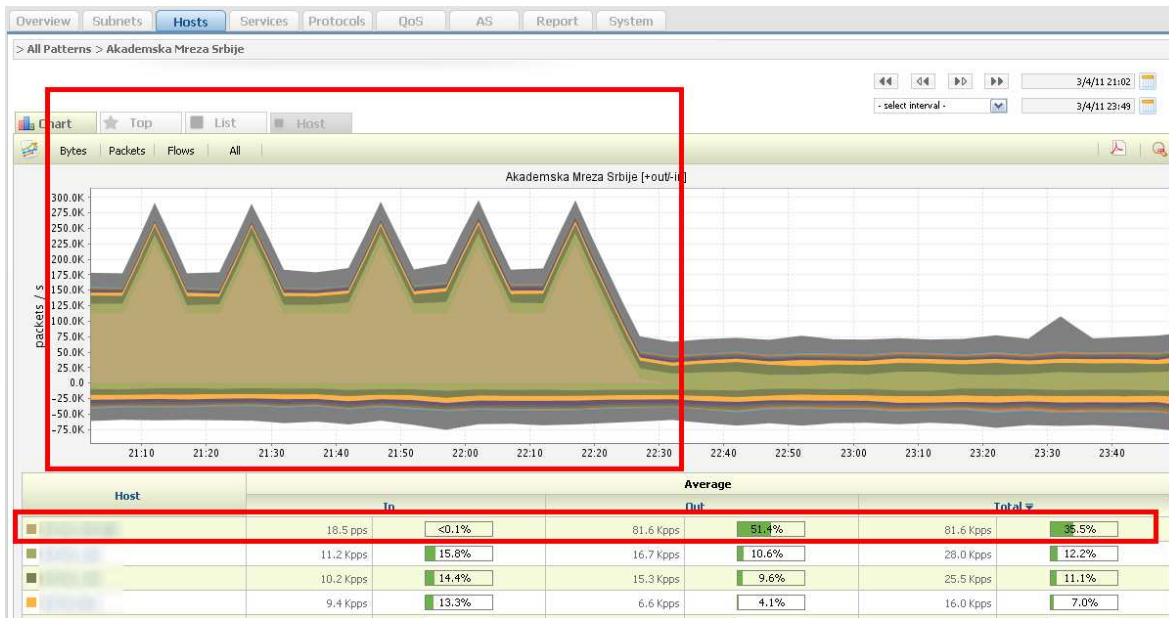 Overview Subnets Hosts Services Protocols QoS AS Report System
> All Patterns > Akademska Mreza Srbije
3/4/11 21:02
- select interval - 3/4/11 23:49
Chart Top List Host
Bytes Packets Flows All
Akademska Mreza Srbije [+out/-in]
packets / s
300.0K
275.0K
250.0K
225.0K
200.0K
175.0K
150.0K
125.0K
100.0K
75.0K
50.0K
25.0K
0.0
-25.0K
-50.0K
-75.0K
21:10 21:20 21:30 21:40 21:50 22:00 22:10 22:20 22:30 22:40 22:50 23:00 23:10 23:20 23:30 23:40
Host Average
In Out Total
18.5 pps <0.1% 81.6 Kpps 51.4% 81.6 Kpps 35.5%
11.2 Kpps 15.8% 16.7 Kpps 10.6% 28.0 Kpps 12.2%
10.2 Kpps 14.4% 15.3 Kpps 9.6% 25.5 Kpps 11.1%
9.4 Kpps 13.3% 6.6 Kpps 4.1% 16.0 Kpps 7.0%